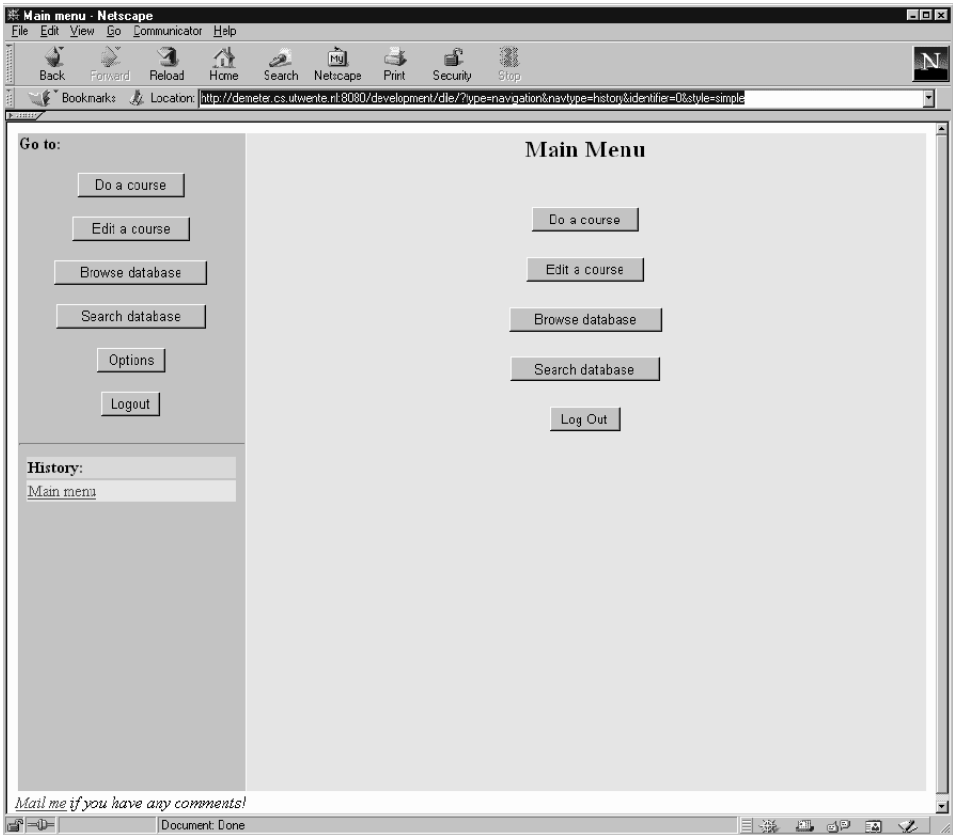 Main menu - Netscape
File Edit View Go Communicator Help
Back Forward Reload Home Search Netscape Print Security Stop
Bookmarks Location: http://demeter.cs.utwente.nl:8080/development/dlle/?type=navigation&navtype=history&identifier=0&style=simple
Go to:
Do a course
Edit a course
Browse database
Search database
Options
Logout
History:
Main menu
Main Menu
Do a course
Edit a course
Browse database
Search database
Log Out
Mail me if you have any comments!
Document: Done